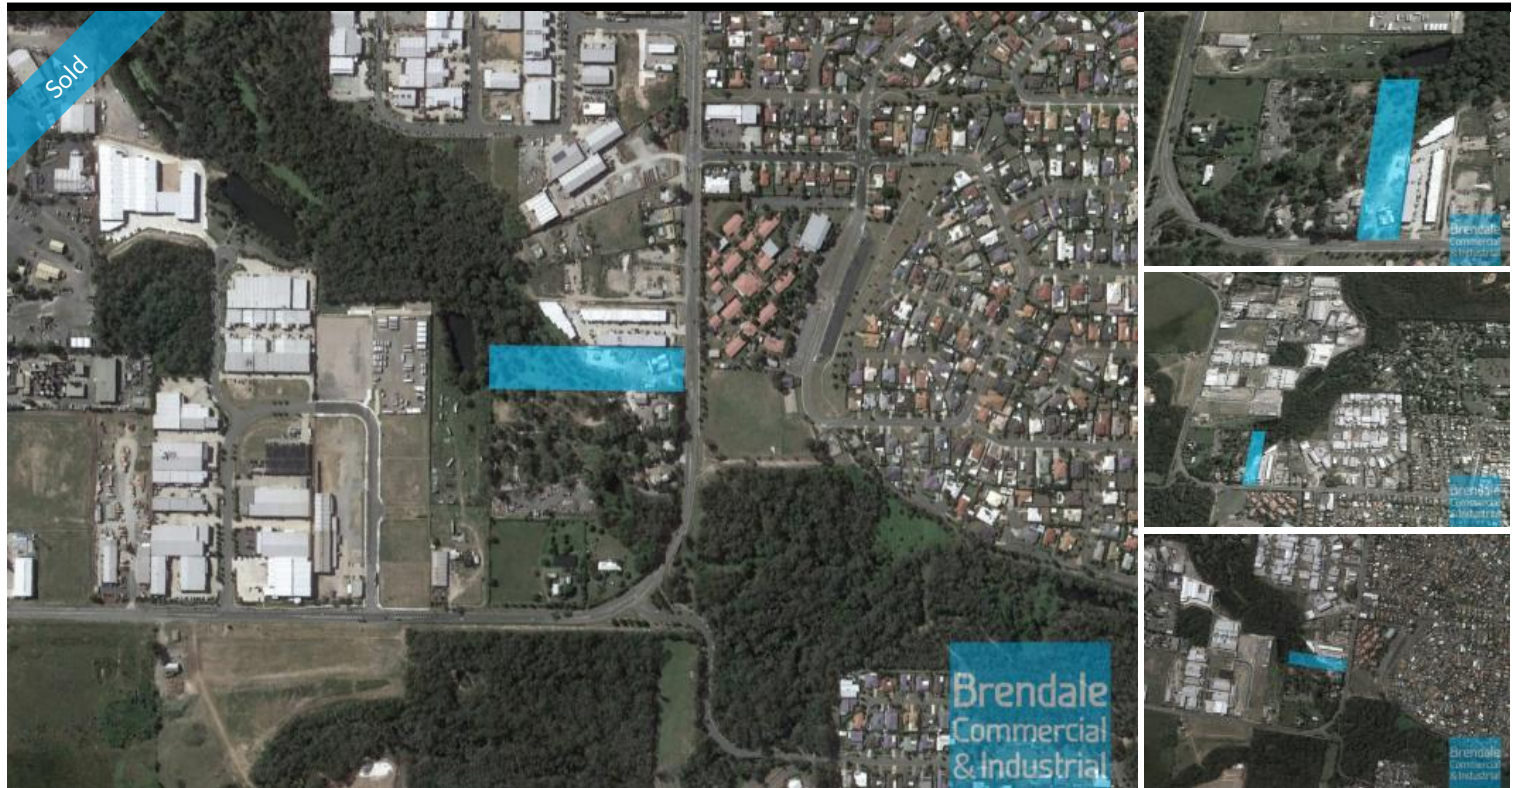 Sold
Brendale
Commercial
& Industrial
Brendale
Commercial
& Industrial
Brendale
Commercial
& Industrial
Brendale
Commercial
& Industrial